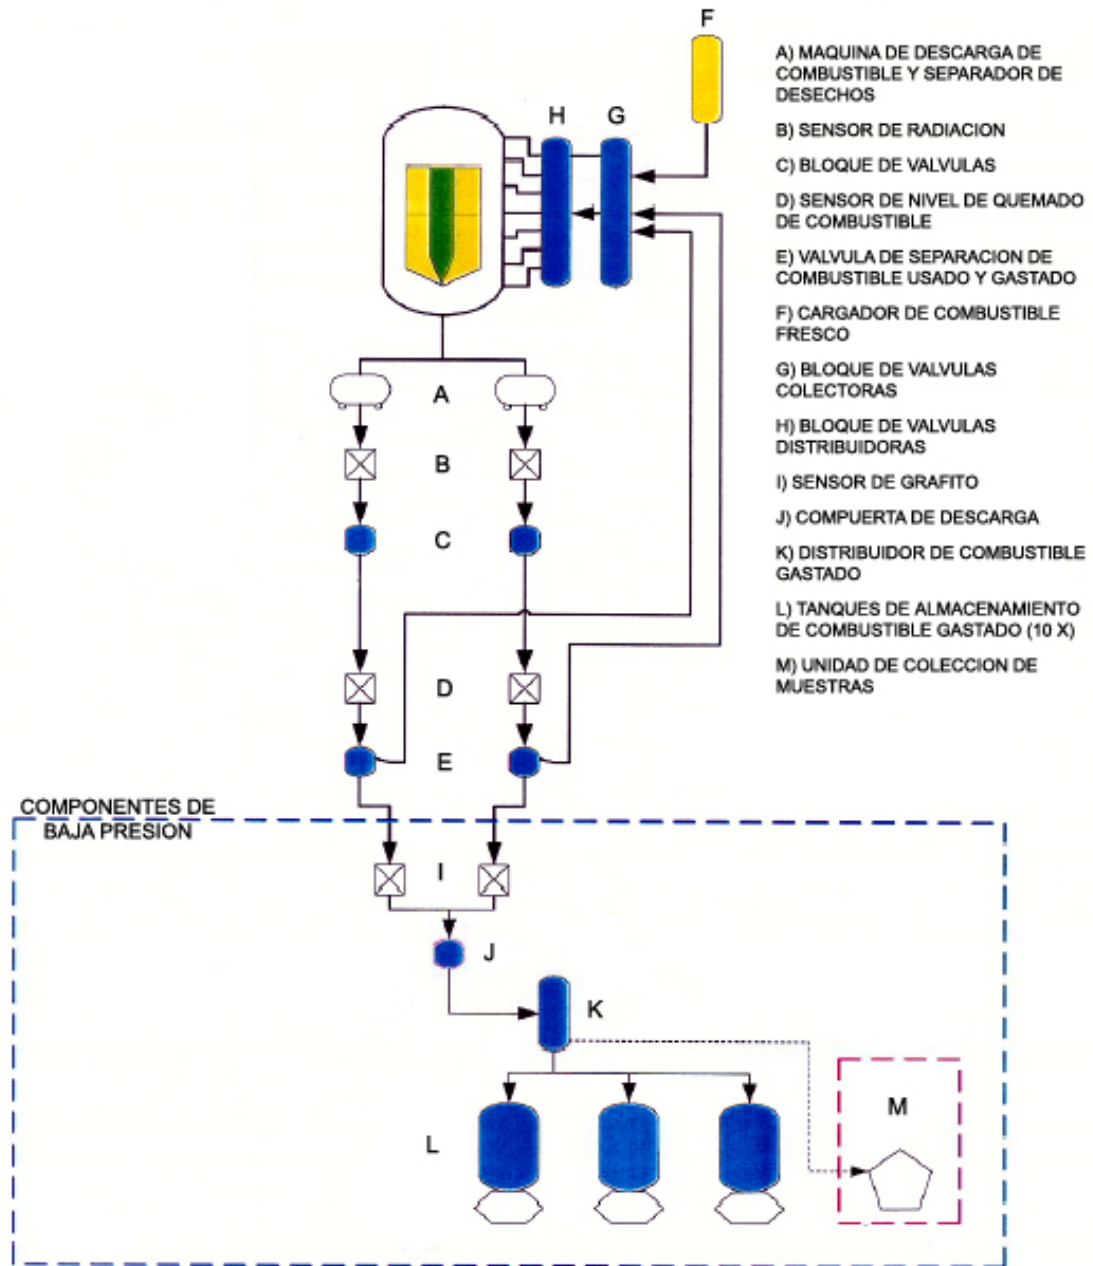 F
H
G
A) MAQUINA DE DESCARGA DE
COMBUSTIBLE Y SEPARADOR DE
DESECHOS
B) SENSOR DE RADIACION
C) BLOQUE DE VALVULAS
D) SENSOR DE NIVEL DE QUEMADO
DE COMBUSTIBLE
E) VALVULA DE SEPARACION DE
COMBUSTIBLE USADO Y GASTADO
F) CARGADOR DE COMBUSTIBLE
FRESCO
G) BLOQUE DE VALVULAS
COLECTORAS
H) BLOQUE DE VALVULAS
DISTRIBUIDORAS
I) SENSOR DE GRAFITO
J) COMPUERTA DE DESCARGA
K) DISTRIBUIDOR DE COMBUSTIBLE
GASTADO
L) TANQUES DE ALMACENAMIENTO
DE COMBUSTIBLE GASTADO (10 X)
M) UNIDAD DE COLECCION DE
MUESTRAS
A
B
C
D
E
COMPONENTES DE
BAJA PRESION
I
J
K
L
M